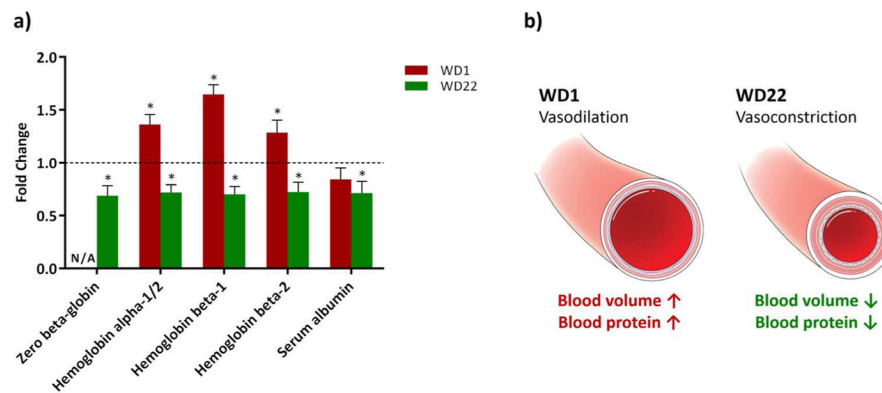 a)
2.0
1.5
1.0
0.5
0.0
Fold Change
WD1
WD22
*
*
*
*
*
*
*
*
N/A
Zero beta-globin
Hemoglobin alpha-1/2
Hemoglobin beta-1
Hemoglobin beta-2
Serum albumin
b)
WD1
Vasodilation
Blood volume ↑
Blood protein ↑
WD22
Vasoconstriction
Blood volume ↓
Blood protein ↓